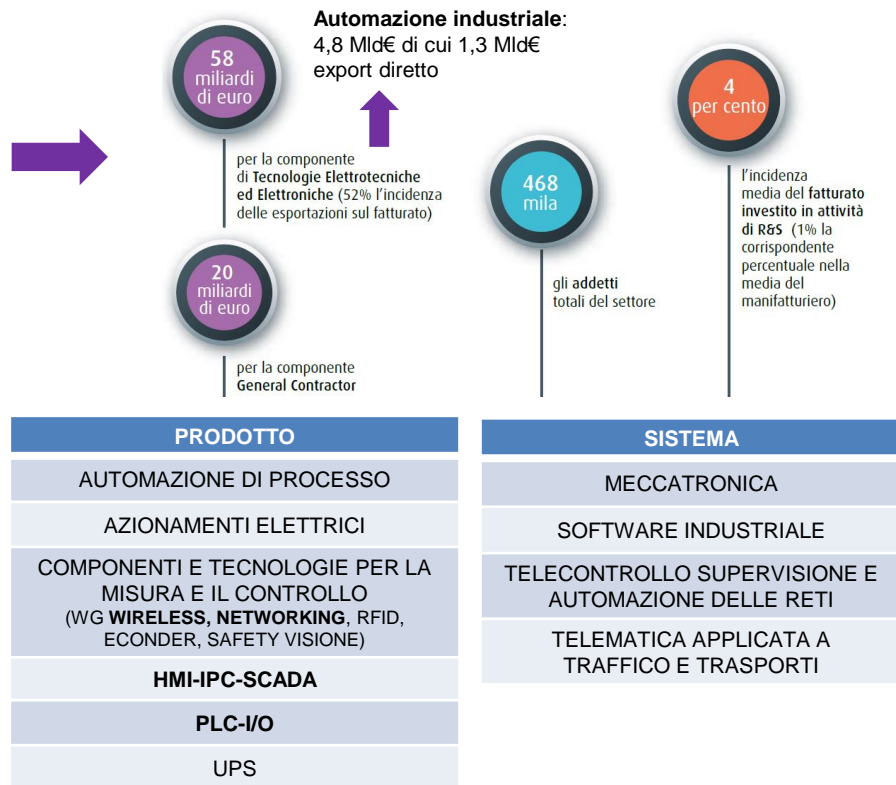 Automazione industriale:
4,8 Mld€ di cui 1,3 Mld€
export diretto
58
miliardi
di euro
per la componente
di Tecnologie Elettrotecniche
ed Elettroniche (52% l'incidenza
delle esportazioni sul fatturato)
20
miliardi
di euro
per la componente
General Contractor
468
mila
gli addetti
totali del settore
4
per cento
l'incidenza
media del fatturato
investito in attività
di R&S (1% la
corrispondente
percentuale nella
media del
manifatturiero)
PRODOTTO
AUTOMAZIONE DI PROCESSO
AZIONAMENTI ELETTRICI
COMPONENTI E TECNOLOGIE PER LA
MISURA E IL CONTROLLO
(WG WIRELESS, NETWORKING, RFID,
ECONDER, SAFETY VISIONE)
HMI-IPC-SCADA
PLC-I/O
UPS
SISTEMA
MECCATRONICA
SOFTWARE INDUSTRIALE
TELECONTROLLO SUPERVISIONE E
AUTOMAZIONE DELLE RETI
TELEMATICA APPLICATA A
TRAFFICO E TRASPORTI